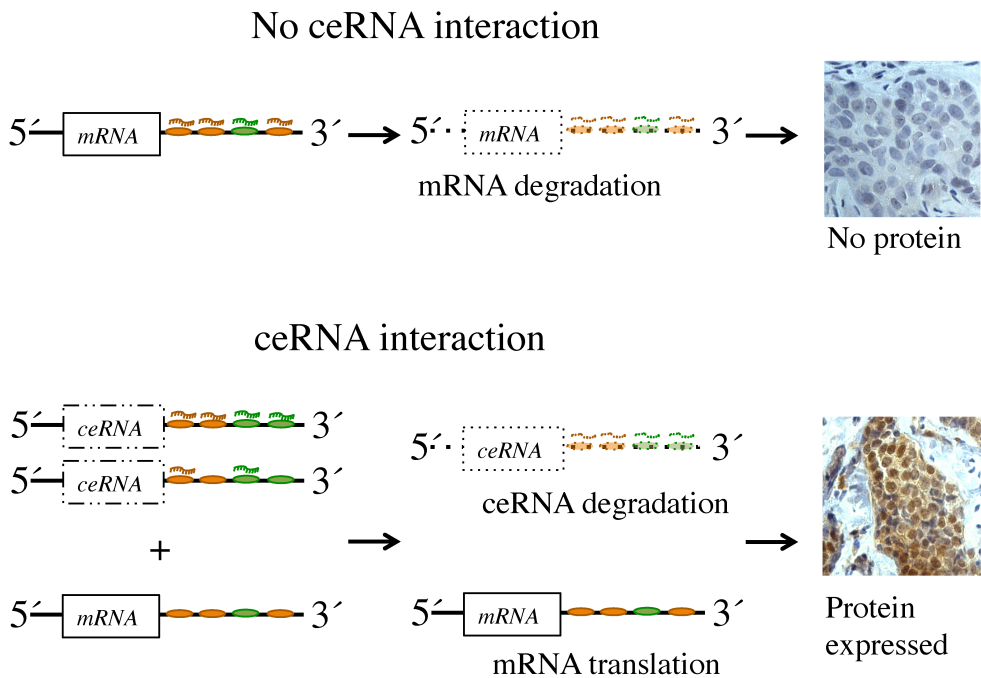 No ceRNA interaction
5´ mRNA 3´
5´ mRNA 3´
mRNA degradation
No protein
ceRNA interaction
5´ ceRNA 3´
5´ ceRNA 3´
+
5´ mRNA 3´
5´ ceRNA 3´
ceRNA degradation
5´ mRNA 3´
mRNA translation
Protein
expressed